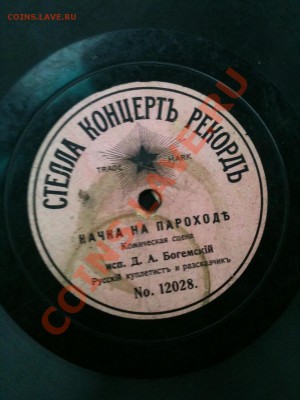 COINS.LAVE.RU
СТЕЛЛА КОНЦЕРТЪ РЕКОРДЪ
TRADE MARK
КАЧКА НА ПАРОХОДѢ
Комическая сцена
исп. Д. А. Богемскій
Русскій куплетистъ и разсказчикъ
No. 12028.
COINS.LAVE.RU